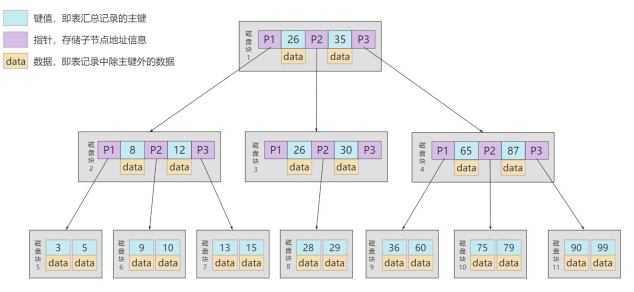 键值，即表汇总记录的主键
指针，存储子节点地址信息
data 数据，即表记录中除主键外的数据
磁盘块1 P1 26 P2 35 P3
data data
磁盘块2 P1 8 P2 12 P3
data data
磁盘块3 P1 26 P2 30 P3
data data
磁盘块4 P1 65 P2 87 P3
data data
磁盘块5 3 5
data data
磁盘块6 9 10
data data
磁盘块7 13 15
data data
磁盘块8 28 29
data data
磁盘块9 36 60
data data
磁盘块10 75 79
data data
磁盘块11 90 99
data data